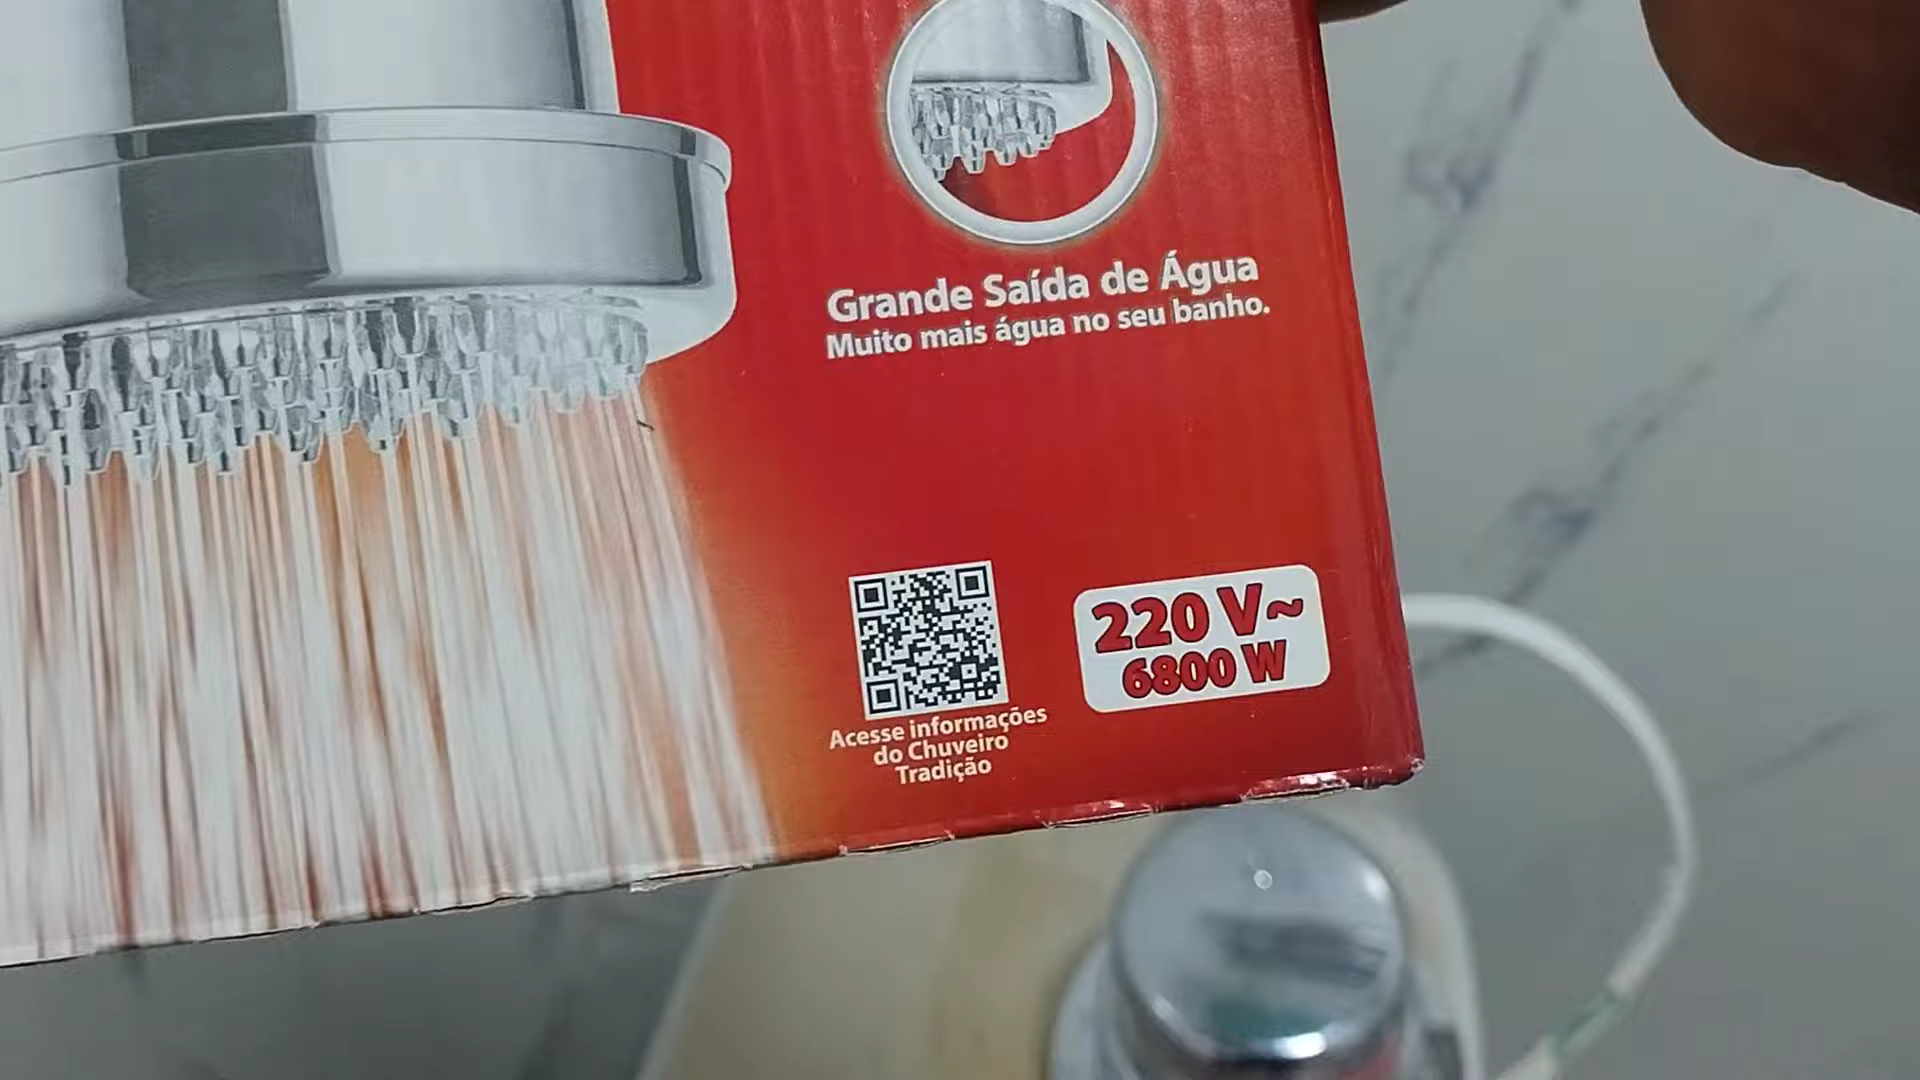 Grande Saída de Água
Muito mais água no seu banho.
220 V~
6800 W
Acesse informações
do Chuveiro
Tradição